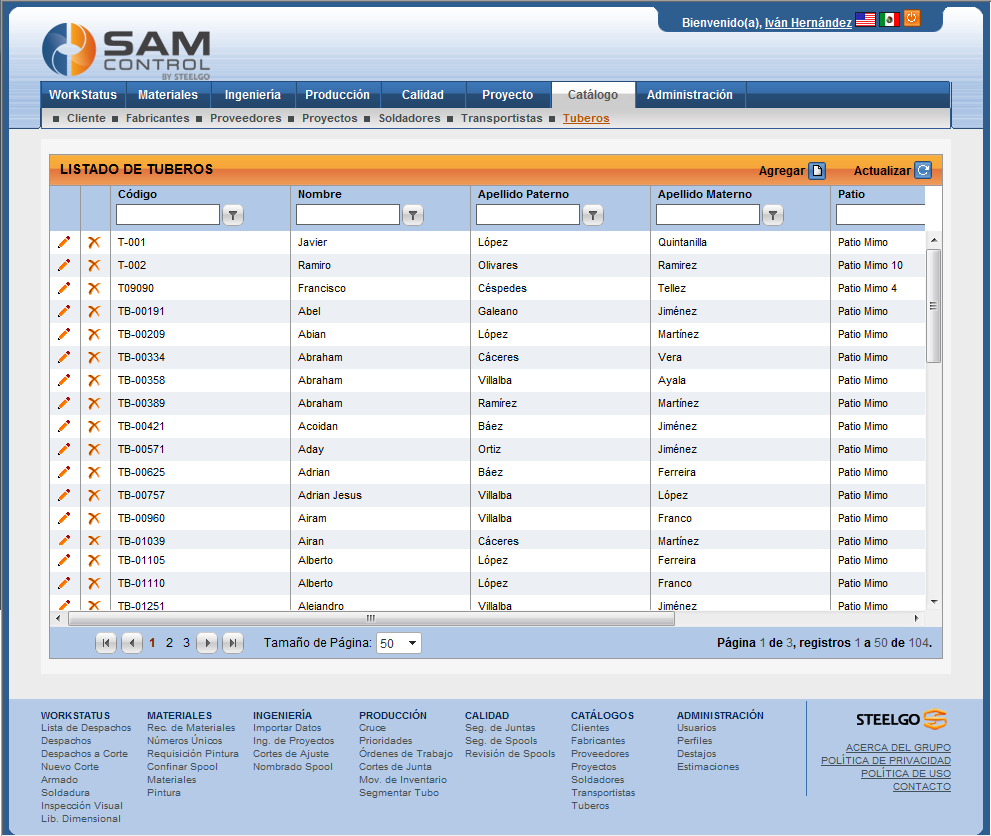 Bienvenido(a), Iván Hernández
SAM
CONTROL
BY STEELGO
WorkStatus Materiales Ingeniería Producción Calidad Proyecto Catálogo Administración
Cliente Fabricantes Proveedores Proyectos Soldadores Transportistas Tuberos
LISTADO DE TUBEROS Agregar Actualizar
Código Nombre Apellido Paterno Apellido Materno Patio
T-001 Javier López Quintanilla Patio Mimo
T-002 Ramiro Olivares Ramirez Patio Mimo 10
T09090 Francisco Céspedes Tellez Patio Mimo 4
TB-00191 Abel Galeano Jiménez Patio Mimo
TB-00209 Abian López Martínez Patio Mimo
TB-00334 Abraham Cáceres Vera Patio Mimo
TB-00358 Abraham Villalba Ayala Patio Mimo
TB-00389 Abraham Ramírez Martínez Patio Mimo
TB-00421 Acoidan Báez Jiménez Patio Mimo
TB-00571 Aday Ortiz Jiménez Patio Mimo
TB-00625 Adrian Báez Ferreira Patio Mimo
TB-00757 Adrian Jesus Villalba López Patio Mimo
TB-00960 Airam Villalba Franco Patio Mimo
TB-01039 Airan Cáceres Martínez Patio Mimo
TB-01105 Alberto López Ferreira Patio Mimo
TB-01110 Alberto López Franco Patio Mimo
TB-01251 Alejandro Villalba Jiménez Patio Mimo
1 2 3 Tamaño de Página: 50 Página 1 de 3, registros 1 a 50 de 104.
WORKSTATUS MATERIALES INGENIERÍA PRODUCCIÓN CALIDAD CATÁLOGOS ADMINISTRACIÓN STEELGO
Lista de Despachos Rec. de Materiales Importar Datos Cruce Seg. de Juntas Clientes Usuarios
Despachos Números Únicos Ing. de Proyectos Prioridades Seg. de Spools Fabricantes Perfiles ACERCA DEL GRUPO
Despachos a Corte Requisición Pintura Cortes de Ajuste Órdenes de Trabajo Revisión de Spools Proveedores Destajos POLÍTICA DE PRIVACIDAD
Nuevo Corte Confinar Spool Nombrado Spool Cortes de Junta Proyectos Estimaciones POLÍTICA DE USO
Armado Materiales Mov. de Inventario Soldadores CONTACTO
Soldadura Pintura Segmentar Tubo Transportistas
Inspección Visual Tuberos
Lib. Dimensional